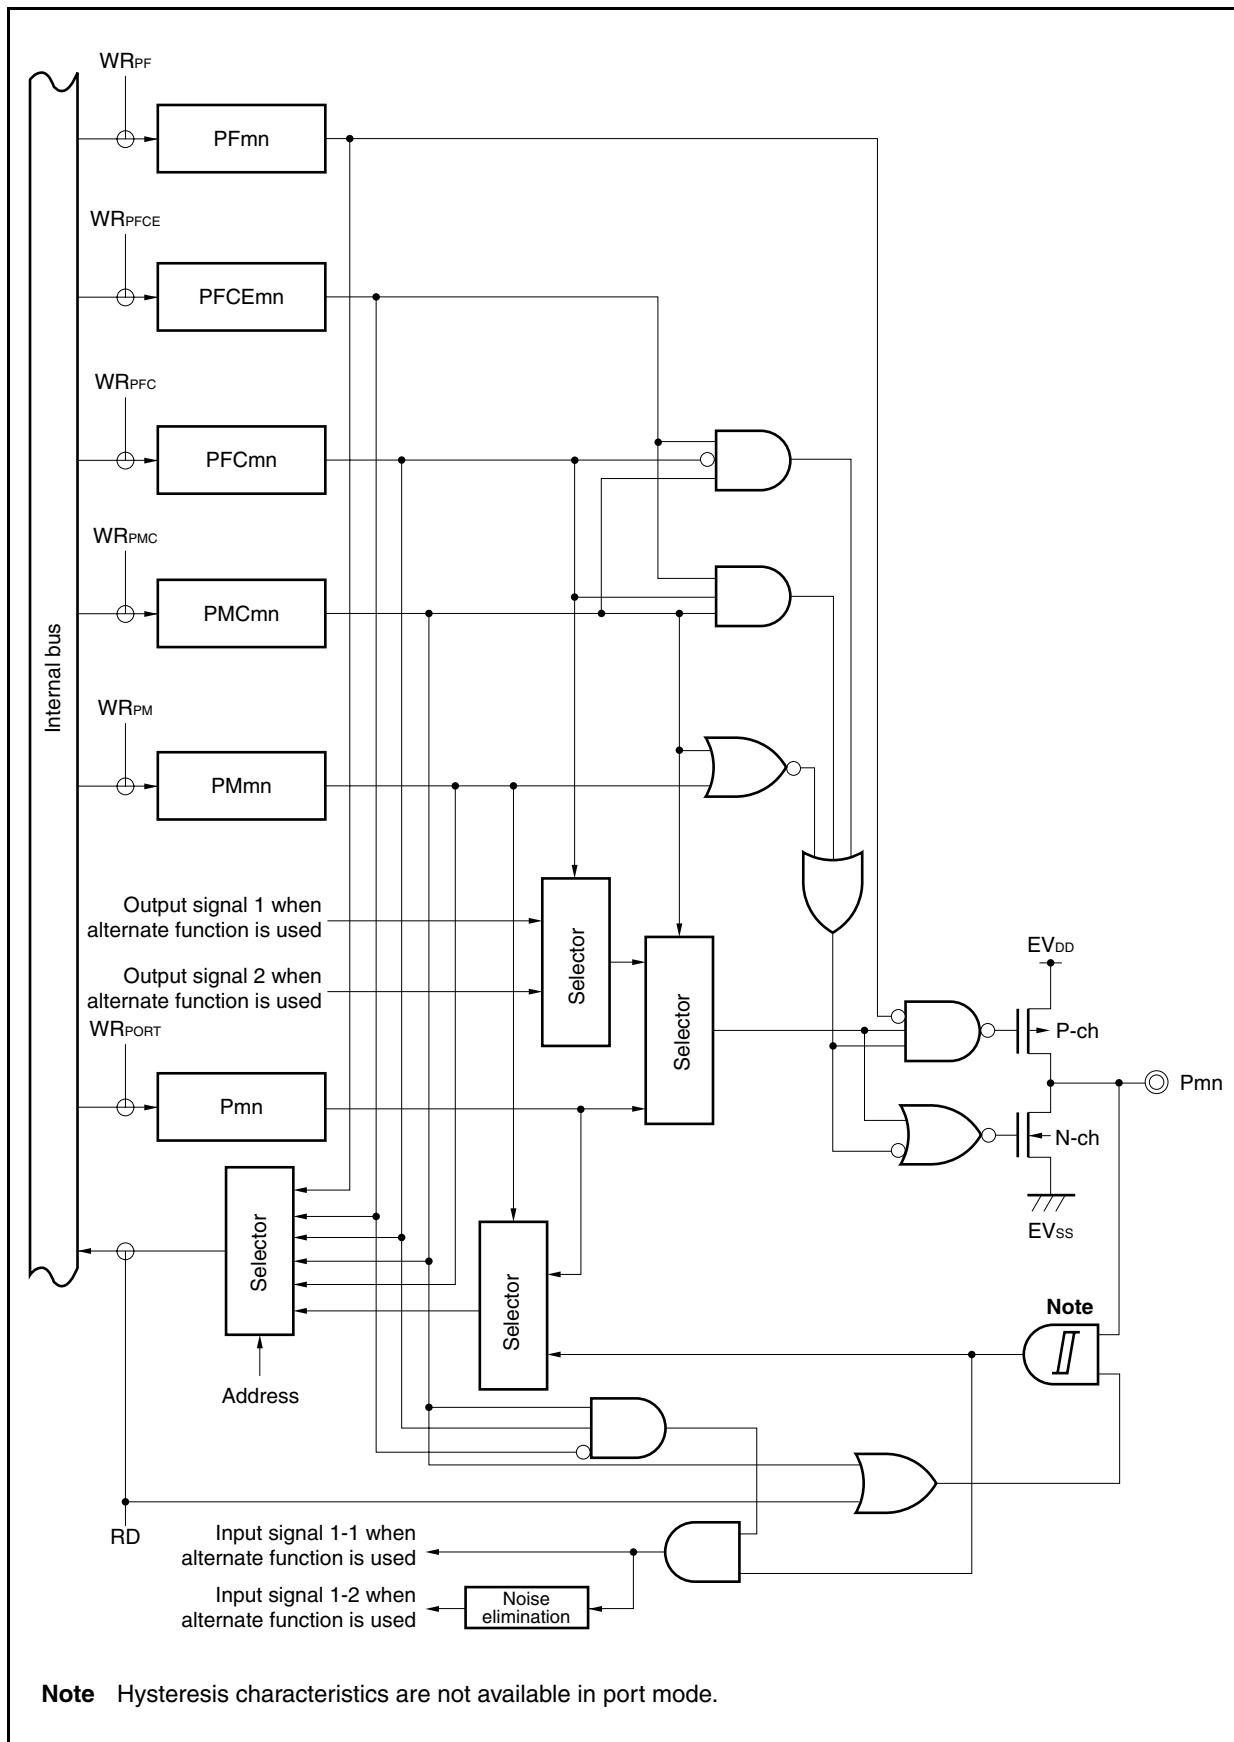 WRPF
PFmn
WRPFCE
PFCEmn
WRPFC
PFCmn
WRPMC
PMCmn
Internal bus
WRPM
PMmn
Output signal 1 when
alternate function is used
Output signal 2 when
alternate function is used
Selector
Selector
EVDD
P-ch
WRPORT
Pmn
Pmn
N-ch
EVSS
Selector
Selector
Address
Note
RD
Input signal 1-1 when
alternate function is used
Input signal 1-2 when
alternate function is used
Noise
elimination
Note Hysteresis characteristics are not available in port mode.